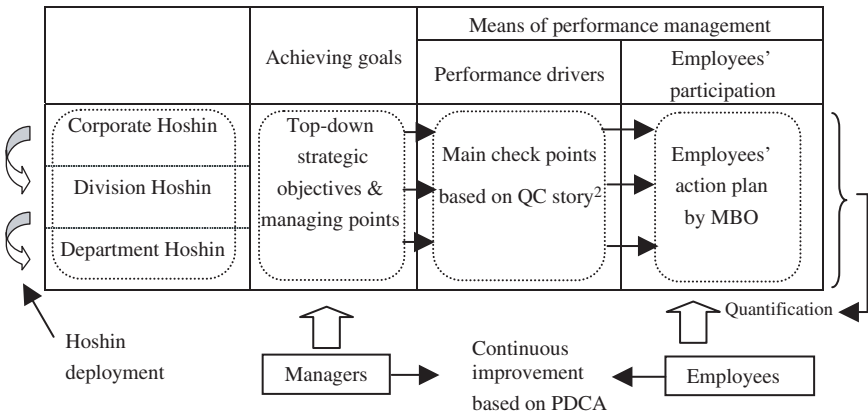 Means of performance management
Achieving goals
Performance drivers
Employees’
participation
Corporate Hoshin
Division Hoshin
Department Hoshin
Top-down
strategic
objectives &
managing points
Main check points
based on QC story2
Employees’
action plan
by MBO
Quantification
Hoshin
deployment
Managers
Continuous
improvement
based on PDCA
Employees